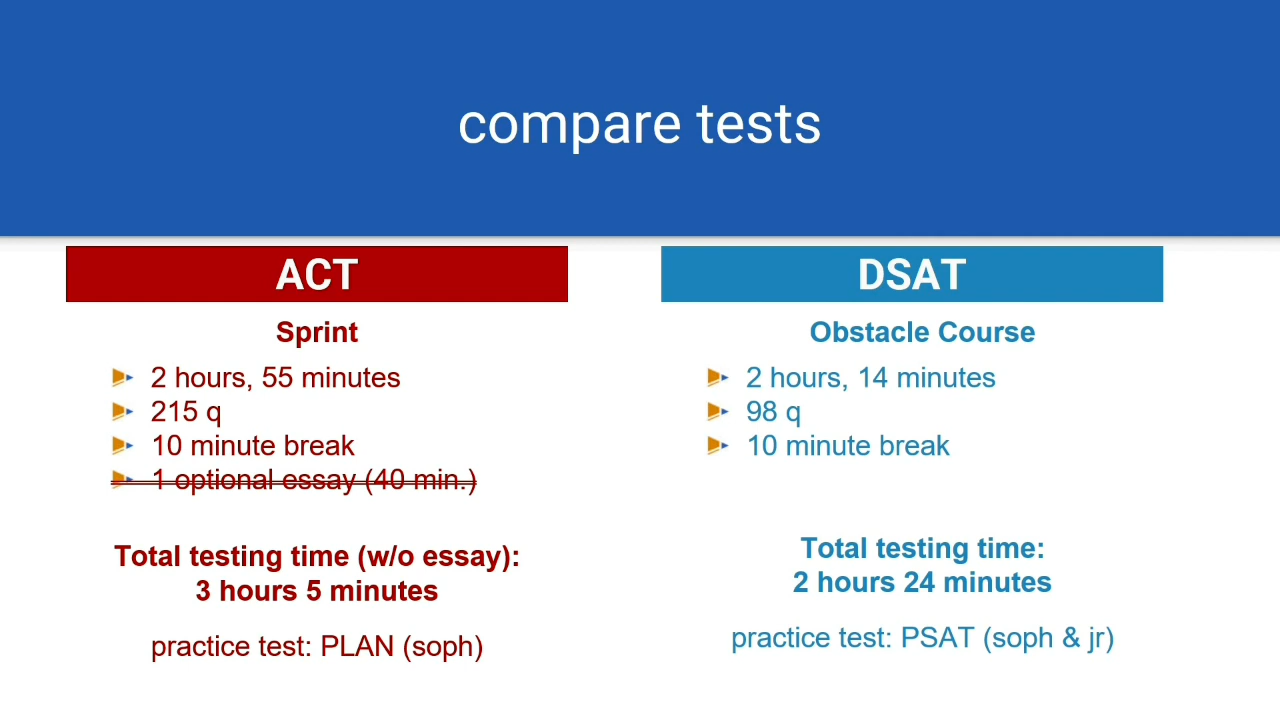 compare tests
ACT
Sprint
2 hours, 55 minutes
215 q
10 minute break
1 optional essay (40 min.)
Total testing time (w/o essay):
3 hours 5 minutes
practice test: PLAN (soph)
DSAT
Obstacle Course
2 hours, 14 minutes
98 q
10 minute break
Total testing time:
2 hours 24 minutes
practice test: PSAT (soph & jr)